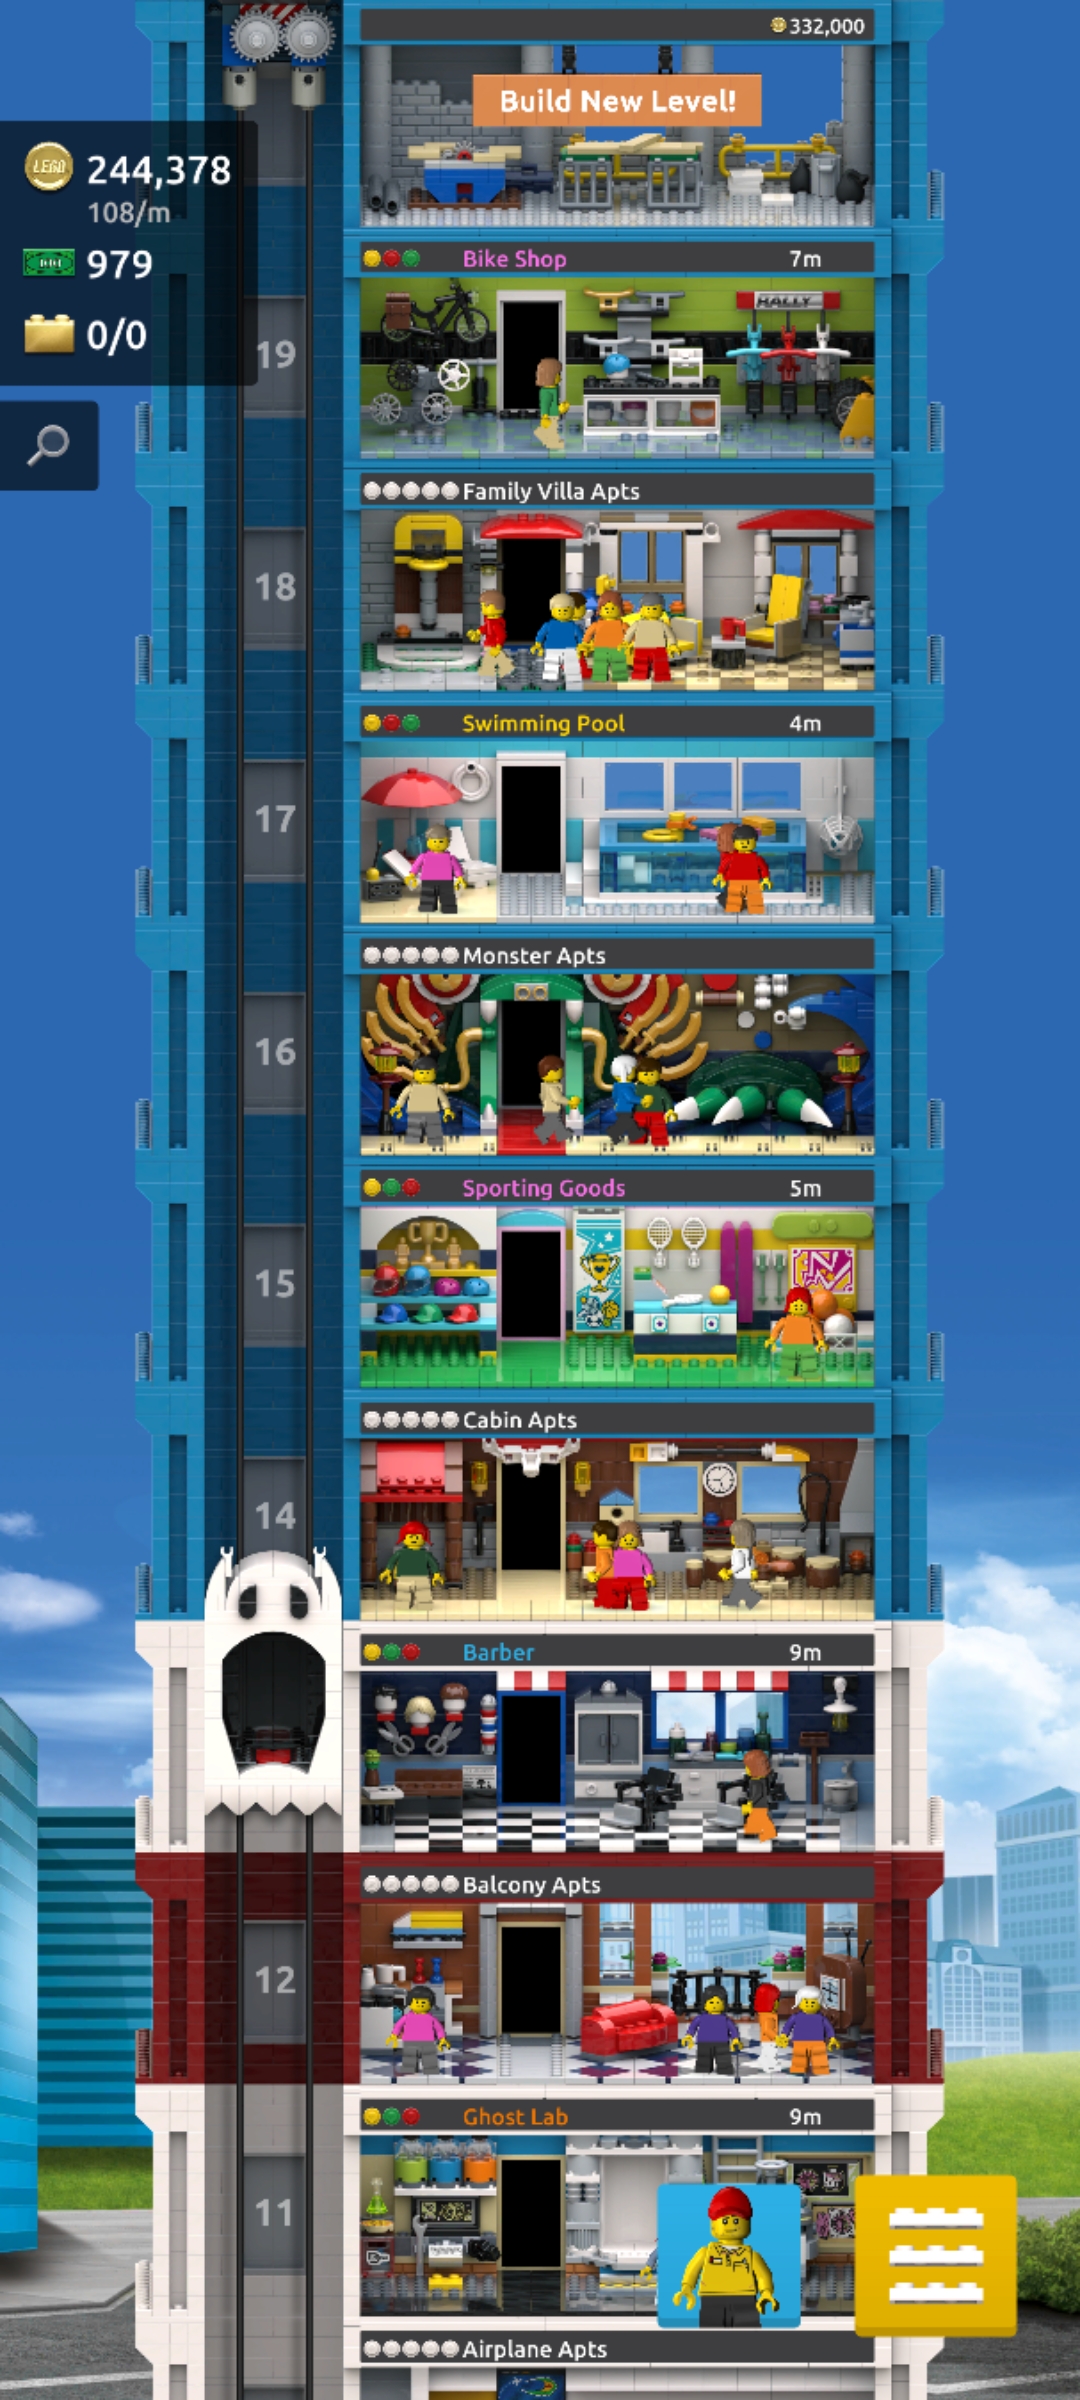 332,000
Build New Level!
LEGO 244,378
108/m
979
0/0
Bike Shop 7m
HALLY
19
Family Villa Apts
18
Swimming Pool 4m
17
Monster Apts
16
Sporting Goods 5m
15
Cabin Apts
14
Barber 9m
Balcony Apts
12
Ghost Lab 9m
11
Airplane Apts